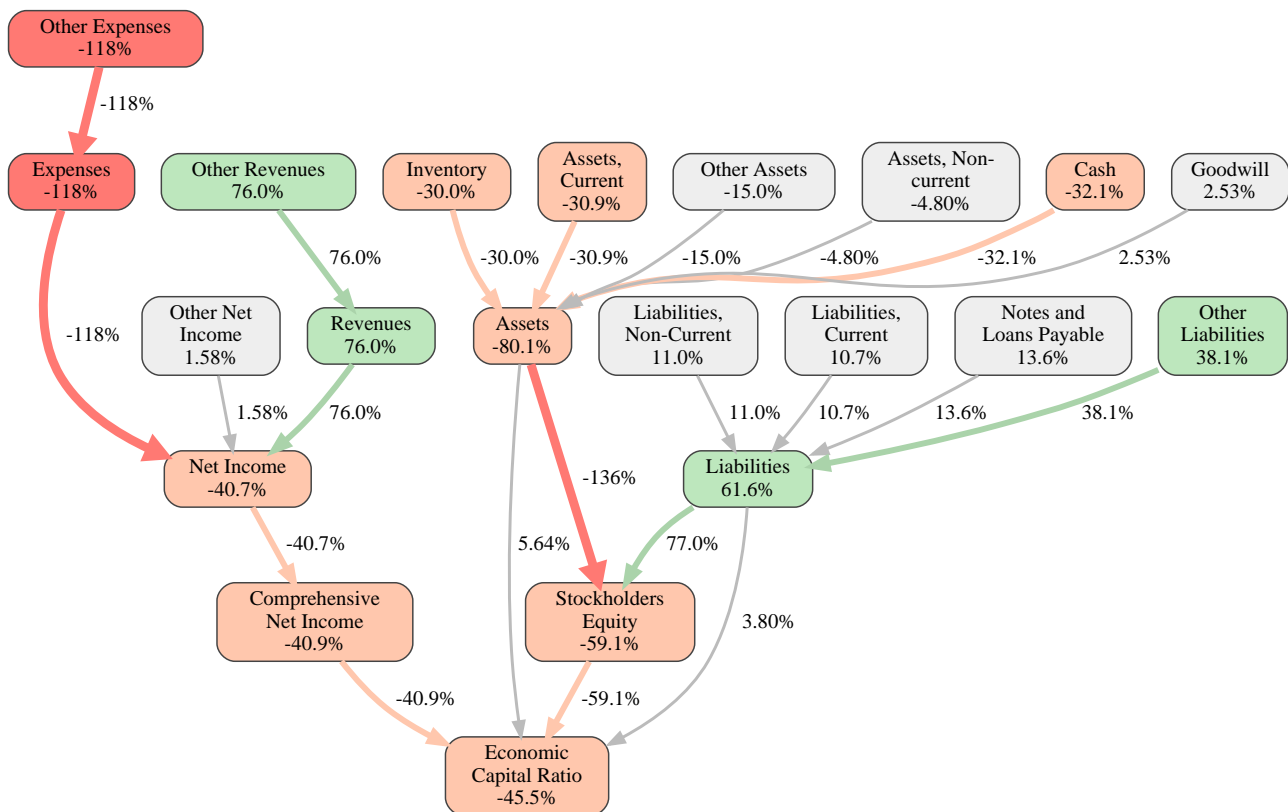 Other Expenses
-118%
-118%
Expenses
-118%
Other Revenues
76.0%
Inventory
-30.0%
Assets,
Current
-30.9%
Other Assets
-15.0%
Assets, Non-
current
-4.80%
Cash
-32.1%
Goodwill
2.53%
76.0%
-30.0%
-30.9%
-15.0%
-4.80%
-32.1%
2.53%
-118%
Other Net
Income
1.58%
Revenues
76.0%
Assets
-80.1%
Liabilities,
Non-Current
11.0%
Liabilities,
Current
10.7%
Notes and
Loans Payable
13.6%
Other
Liabilities
38.1%
1.58%
76.0%
11.0%
10.7%
13.6%
38.1%
Net Income
-40.7%
-136%
Liabilities
61.6%
-40.7%
5.64%
77.0%
Comprehensive
Net Income
-40.9%
Stockholders
Equity
-59.1%
3.80%
-40.9%
-59.1%
Economic
Capital Ratio
-45.5%